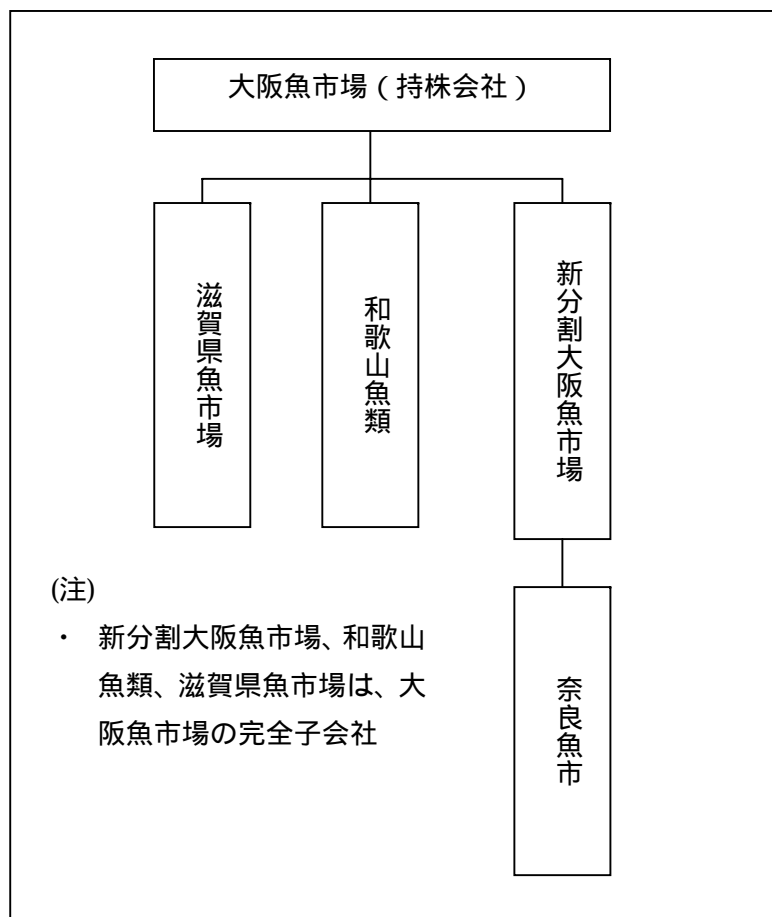 大阪魚市場（持株会社）
滋賀県魚市場
和歌山魚類
新分割大阪魚市場
奈良魚市
(注)
・ 新分割大阪魚市場、和歌山
魚類、滋賀県魚市場は、大
阪魚市場の完全子会社